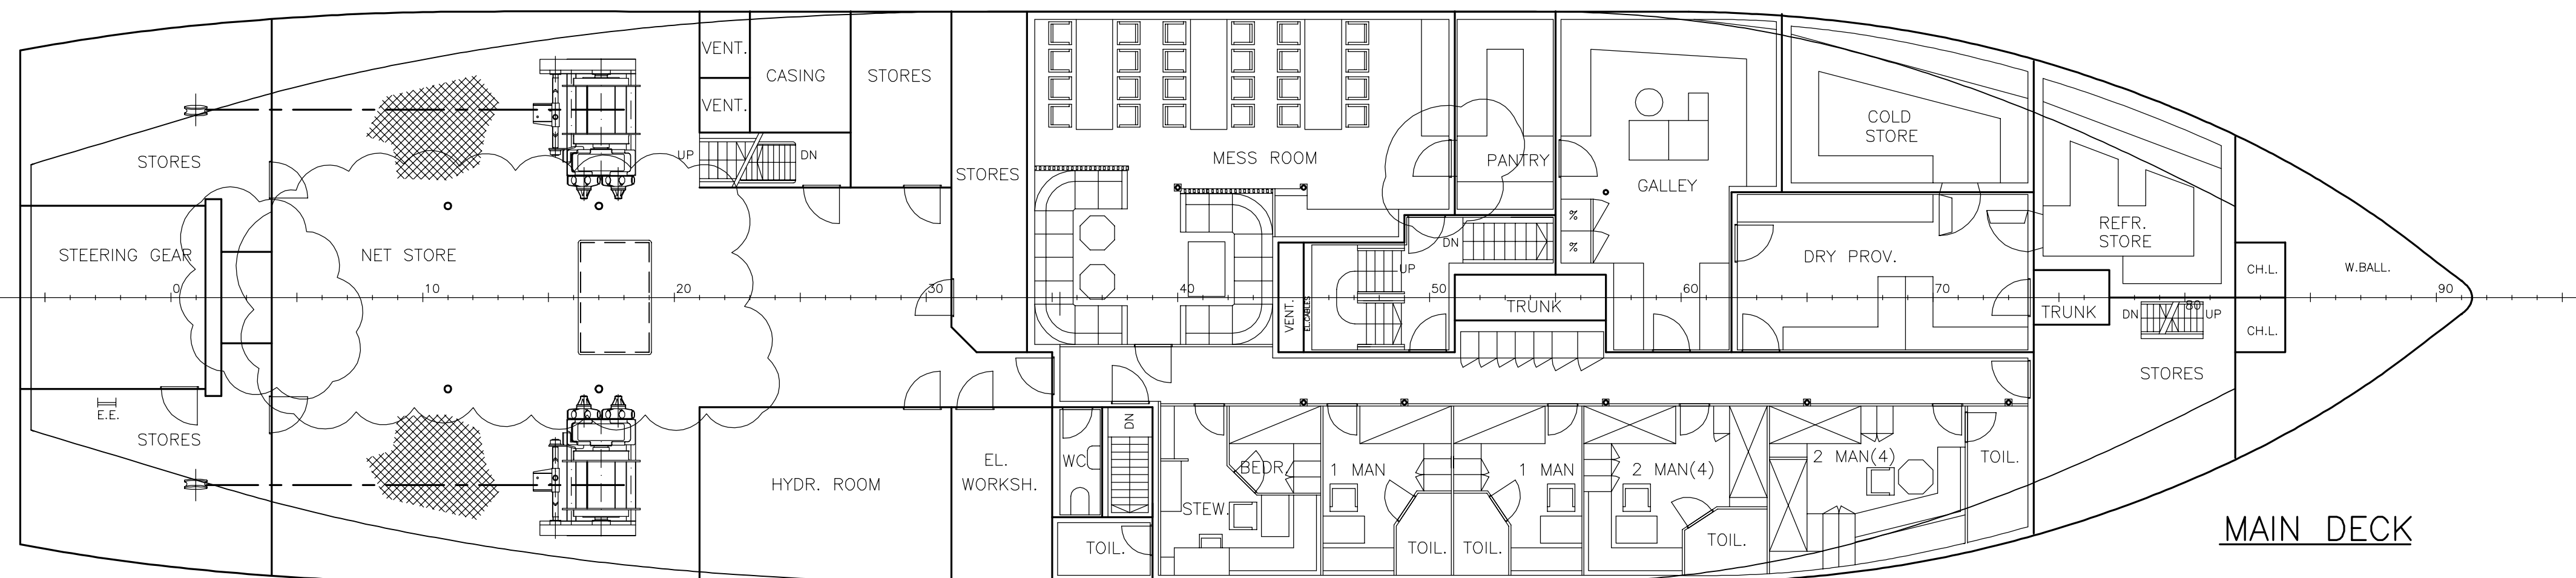 VENT.
VENT.
CASING
STORES
STORES
UP
DN
STORES
MESS ROOM
PANTRY
COLD
STORE
GALLEY
%
%
REFR.
STORE
STEERING GEAR
NET STORE
DN
UP
DRY PROV.
CH.L.
W.BALL.
0
10
20
30
40
50
60
70
80
90
VENT.
EL.CABLES
TRUNK
TRUNK
DN
UP
CH.L.
STORES
E.E.
STORES
DN
HYDR. ROOM
EL.
WORKSH.
WC
BEDR.
STEW.
1 MAN
1 MAN
2 MAN(4)
2 MAN(4)
TOIL.
TOIL.
TOIL.
TOIL.
TOIL.
MAIN DECK